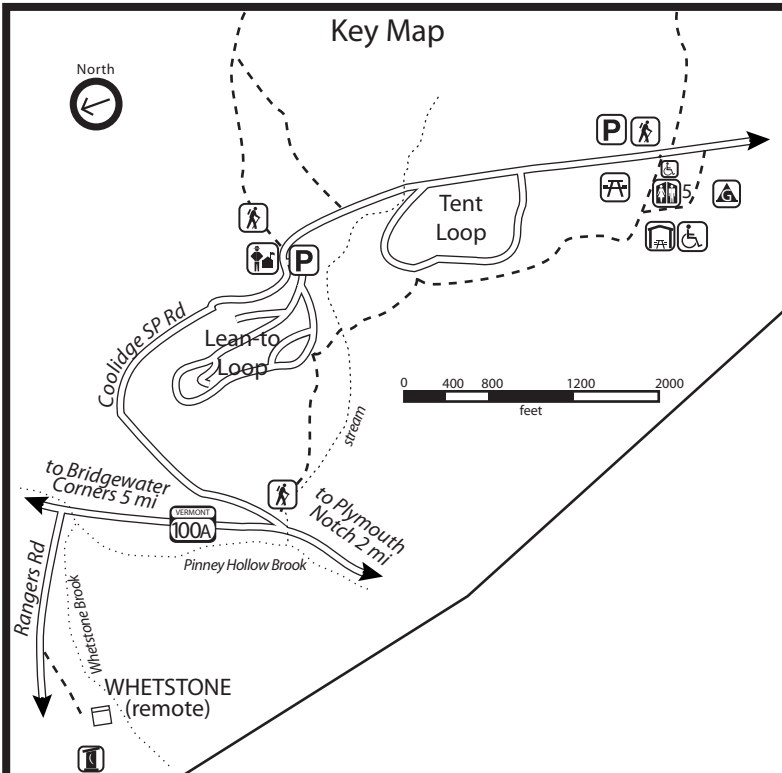 Key Map
North
P
P
5
G
Tent
Loop
Coolidge SP Rd
Lean-to
Loop
0 400 800 1200 2000
feet
stream
to Bridgewater
Corners 5 mi
VERMONT
100A
to Plymouth
Notch 2 mi
Pinney Hollow Brook
Rangers Rd
Whetstone Brook
WHETSTONE
(remote)